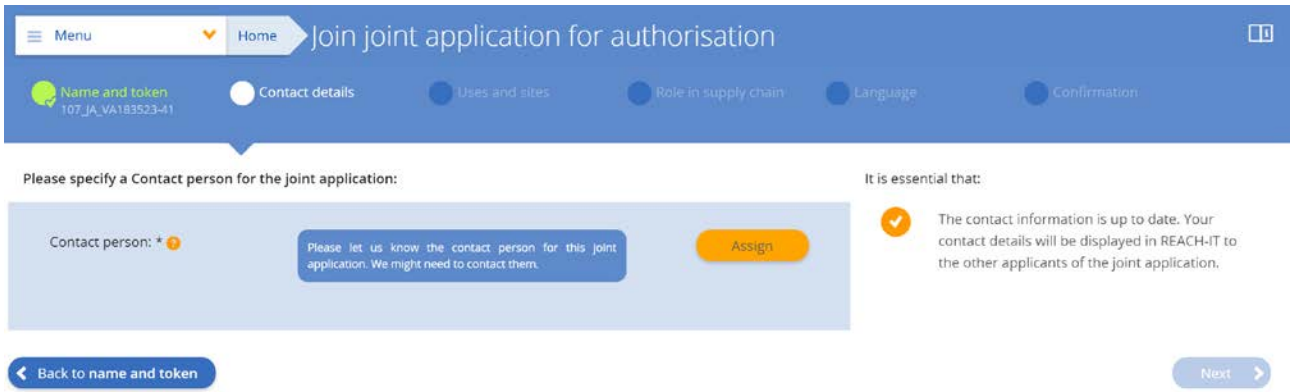 Menu
Home
Join joint application for authorisation
Name and token
107_JA_VA183523-41
Contact details
Uses and sites
Role in supply chain
Language
Confirmation
Please specify a Contact person for the joint application:
Contact person: *
Please let us know the contact person for this joint
application. We might need to contact them.
Assign
It is essential that:
The contact information is up to date. Your
contact details will be displayed in REACH-IT to
the other applicants of the joint application.
Back to name and token
Next